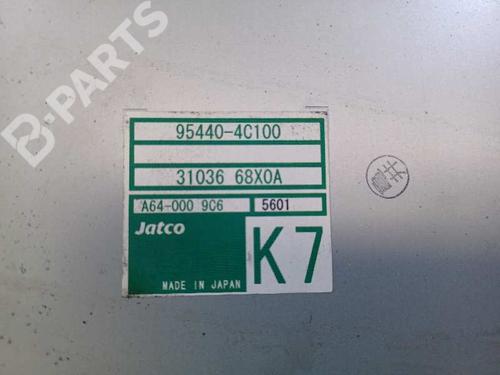 B-PARTS
95440-4C100
31036 68X0A
A64-000 9C6 5601
Jatco
MADE IN JAPAN
K7